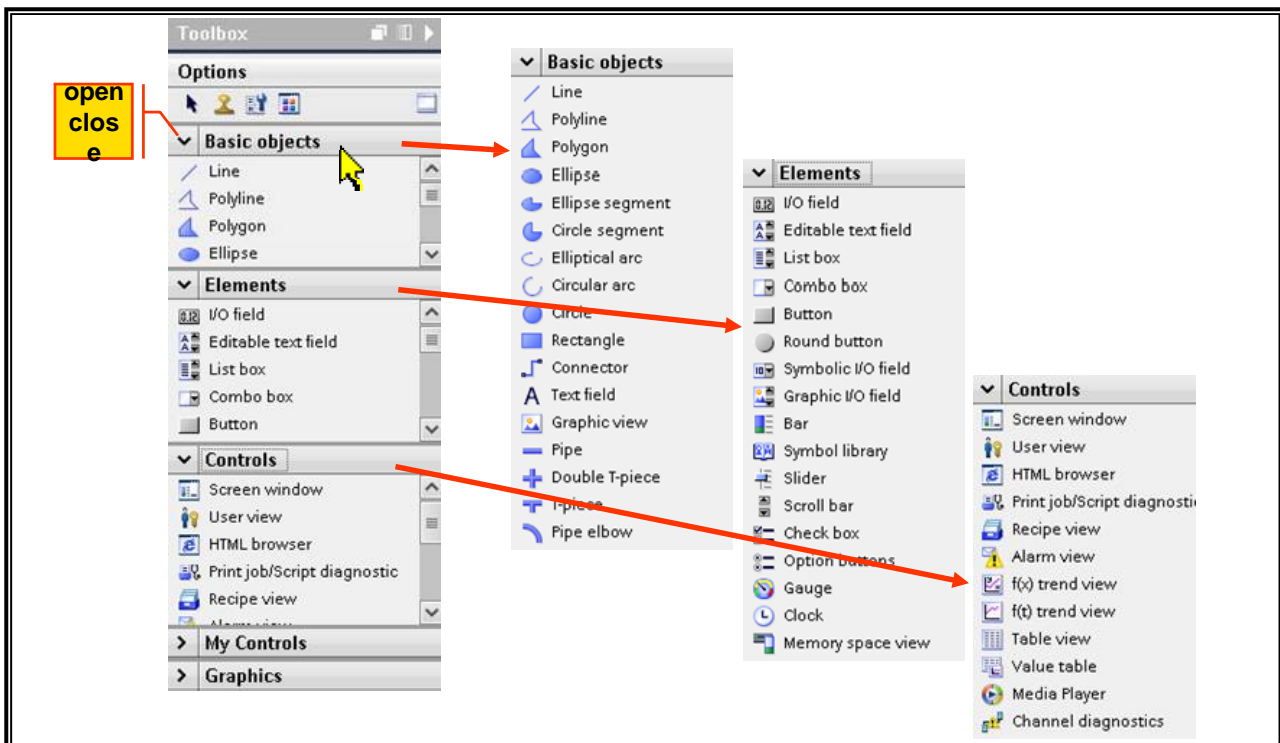 Toolbox
Options
open
clos
e
Basic objects
Line
Polyline
Polygon
Ellipse
Elements
I/O field
Editable text field
List box
Combo box
Button
Controls
Screen window
User view
HTML browser
Print job/Script diagnostic
Recipe view
Alarm view
My Controls
Graphics
Basic objects
Line
Polyline
Polygon
Ellipse
Ellipse segment
Circle segment
Elliptical arc
Circular arc
Circle
Rectangle
Connector
Text field
Graphic view
Pipe
Double T-piece
T-piece
Pipe elbow
Elements
I/O field
Editable text field
List box
Combo box
Button
Round button
Symbolic I/O field
Graphic I/O field
Bar
Symbol library
Slider
Scroll bar
Check box
Option buttons
Gauge
Clock
Memory space view
Controls
Screen window
User view
HTML browser
Print job/Script diagnosti
Recipe view
Alarm view
f(x) trend view
f(t) trend view
Table view
Value table
Media Player
Channel diagnostics